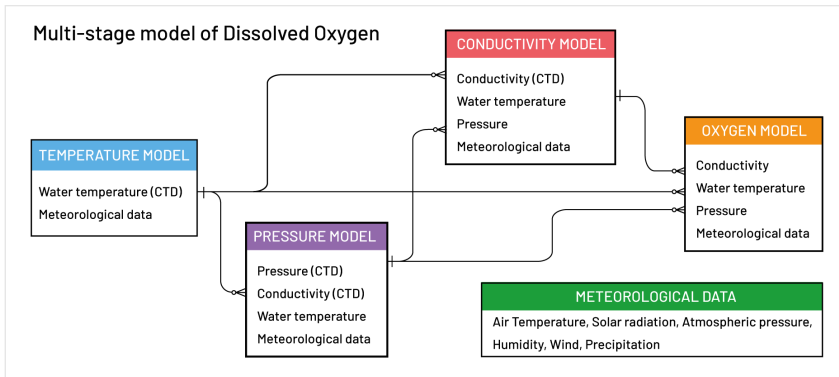 Multi-stage model of Dissolved Oxygen
CONDUCTIVITY MODEL
Conductivity (CTD)
Water temperature
Pressure
Meteorological data
TEMPERATURE MODEL
Water temperature (CTD)
Meteorological data
OXYGEN MODEL
Conductivity
Water temperature
Pressure
Meteorological data
PRESSURE MODEL
Pressure (CTD)
Conductivity (CTD)
Water temperature
Meteorological data
METEOROLOGICAL DATA
Air Temperature, Solar radiation, Atmospheric pressure,
Humidity, Wind, Precipitation